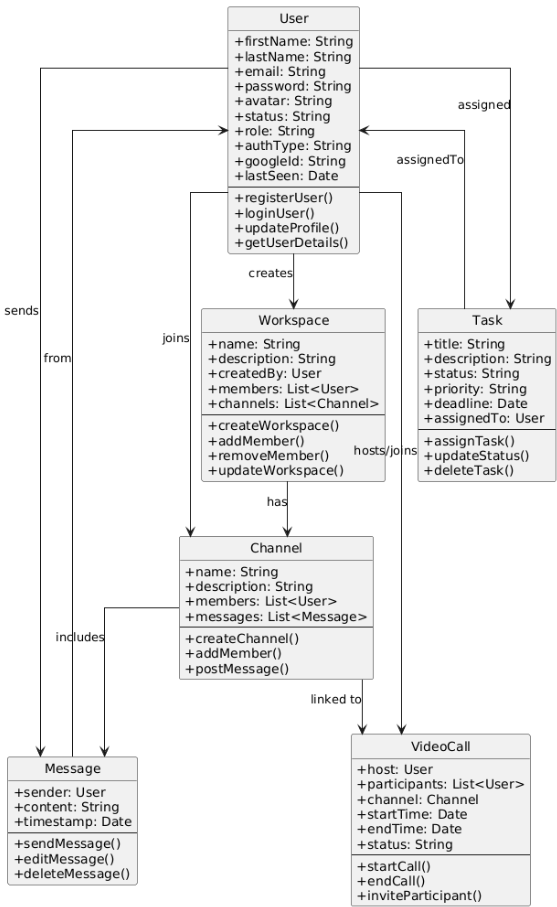 User
+firstName: String
+lastName: String
+email: String
+password: String
+avatar: String
+status: String
+role: String
+authType: String
+googleId: String
+lastSeen: Date
+registerUser()
+loginUser()
+updateProfile()
+getUserDetails()
assigned
assignedTo
creates
sends
from
joins
hosts/joins
Workspace
+name: String
+description: String
+createdBy: User
+members: List<User>
+channels: List<Channel>
+createWorkspace()
+addMember()
+removeMember()
+updateWorkspace()
Task
+title: String
+description: String
+status: String
+priority: String
+deadline: Date
+assignedTo: User
+assignTask()
+updateStatus()
+deleteTask()
has
Channel
+name: String
+description: String
+members: List<User>
+messages: List<Message>
+createChannel()
+addMember()
+postMessage()
includes
linked to
Message
+sender: User
+content: String
+timestamp: Date
+sendMessage()
+editMessage()
+deleteMessage()
VideoCall
+host: User
+participants: List<User>
+channel: Channel
+startTime: Date
+endTime: Date
+status: String
+startCall()
+endCall()
+inviteParticipant()